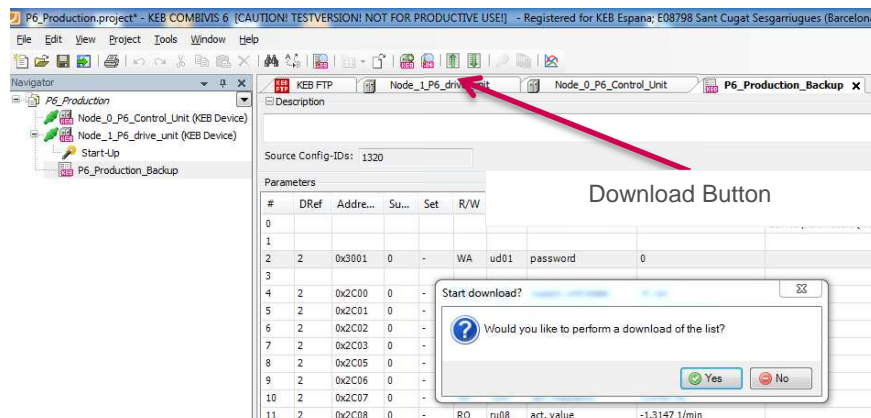 P6_Production.project* - KEB COMBIVIS 6 [CAUTION! TESTVERSION! NOT FOR PRODUCTIVE USE!] - Registered for KEB Espana; E08798 Sant Cugat Sesgarriugues (Barcelona
File Edit View Project Tools Window Help
Navigator
KEB FTP Node_1_P6_drive_unit Node_0_P6_Control_Unit P6_Production_Backup
P6_Production
Description
Node_0_P6_Control_Unit (KEB Device)
Node_1_P6_drive_unit (KEB Device)
Start-Up
Source Config-IDs: 1320
P6_Production_Backup
Parameters
Download Button
# DRef Addre... Su... Set R/W
0
1
2 2 0x3001 0 - WA ud01 password 0
3
4 2 0x2C00 0 -
Start download?
5 2 0x2C01 0 -
6 2 0x2C02 0 -
Would you like to perform a download of the list?
7 2 0x2C03 0 -
8 2 0x2C05 0 -
9 2 0x2C06 0 -
Yes No
10 2 0x2C07 0 -
11 2 0x2C08 0 - RO ru08 act. value -1.3147 1/min